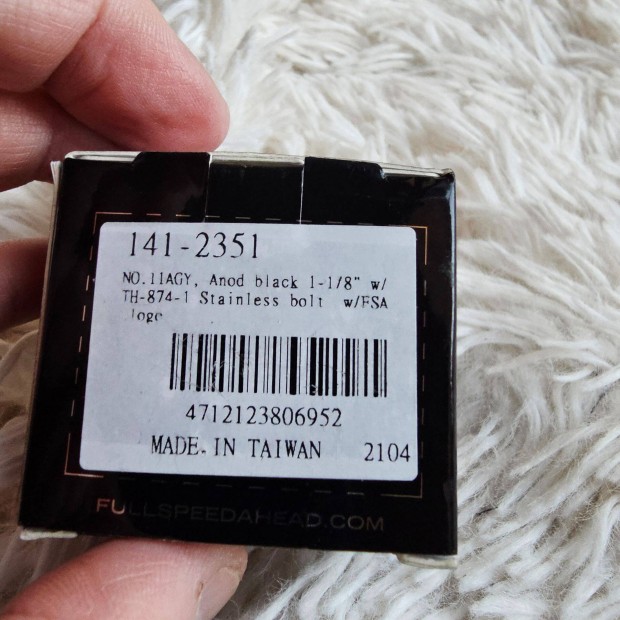 141-2351
NO.11AGY, Anod black 1-1/8" w/
TH-874-1 Stainless bolt w/FSA
logo
4712123806952
MADE-IN TAIWAN 2104
FULLSPEEDAHEAD.COM